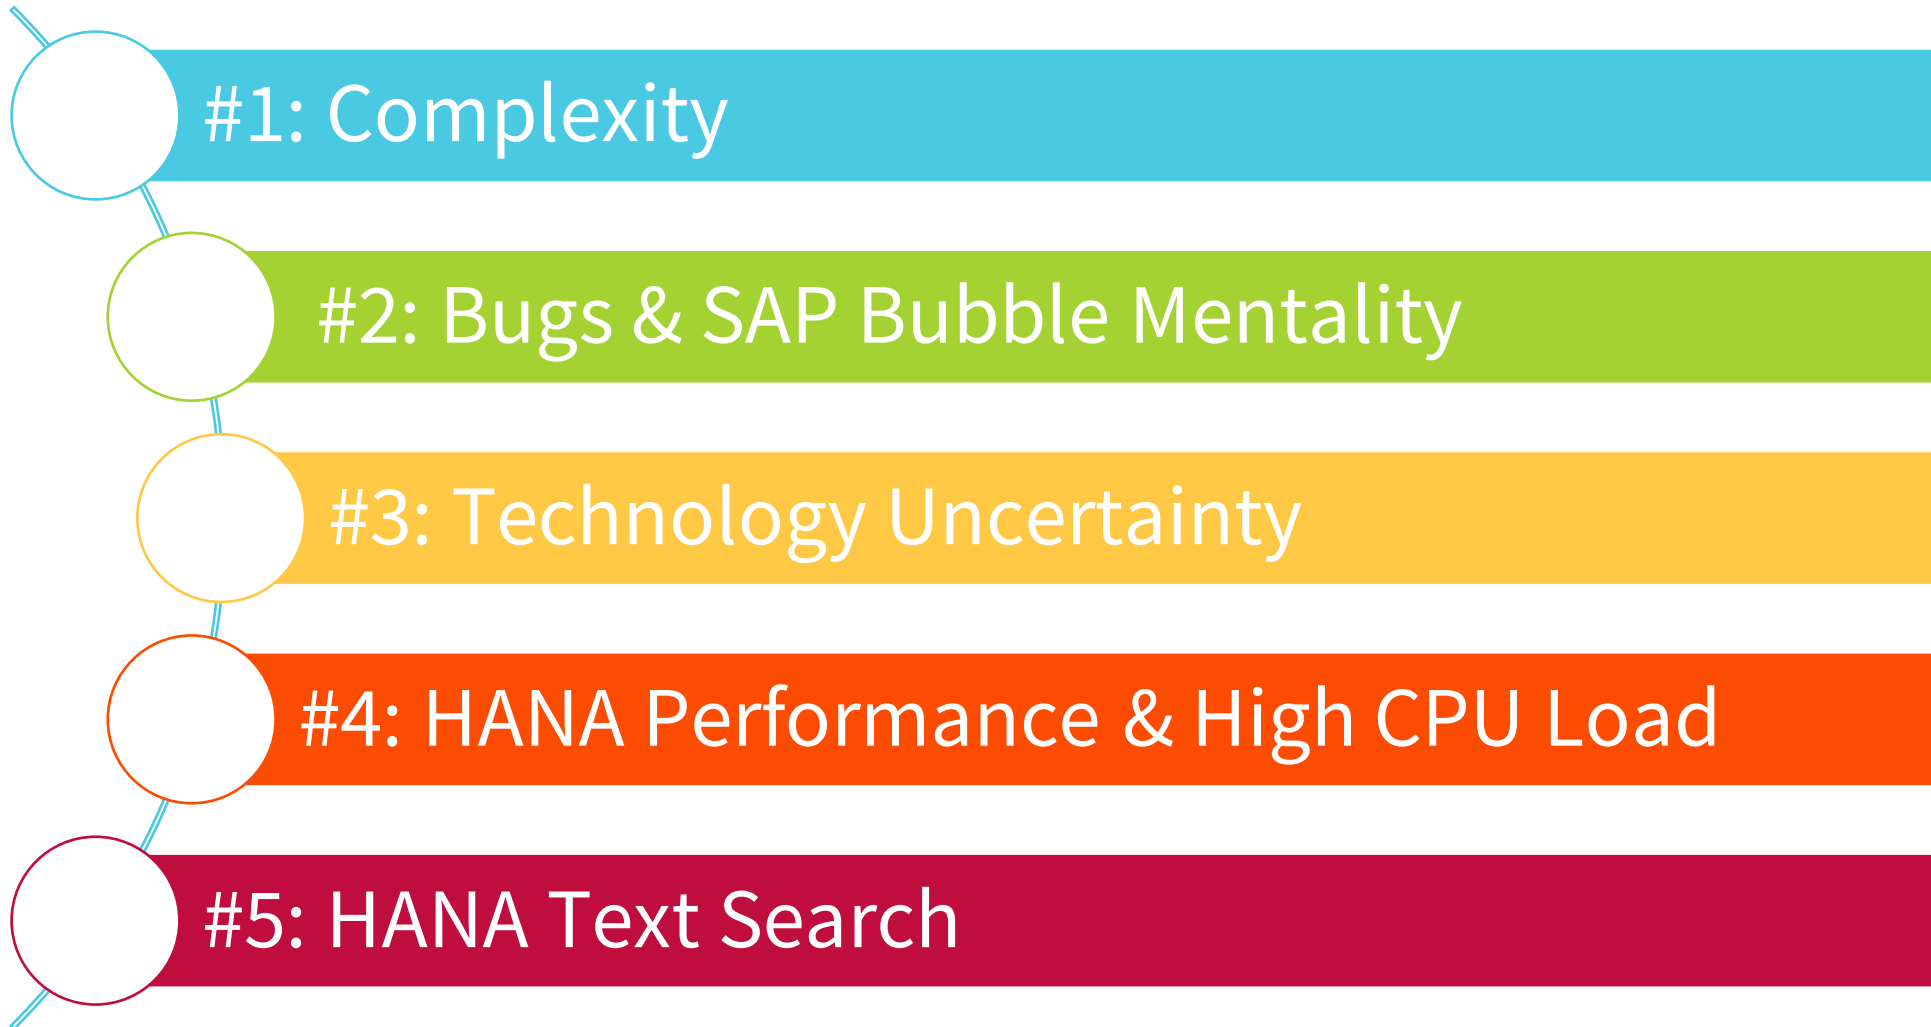 #1: Complexity
#2: Bugs & SAP Bubble Mentality
#3: Technology Uncertainty
#4: HANA Performance & High CPU Load
#5: HANA Text Search